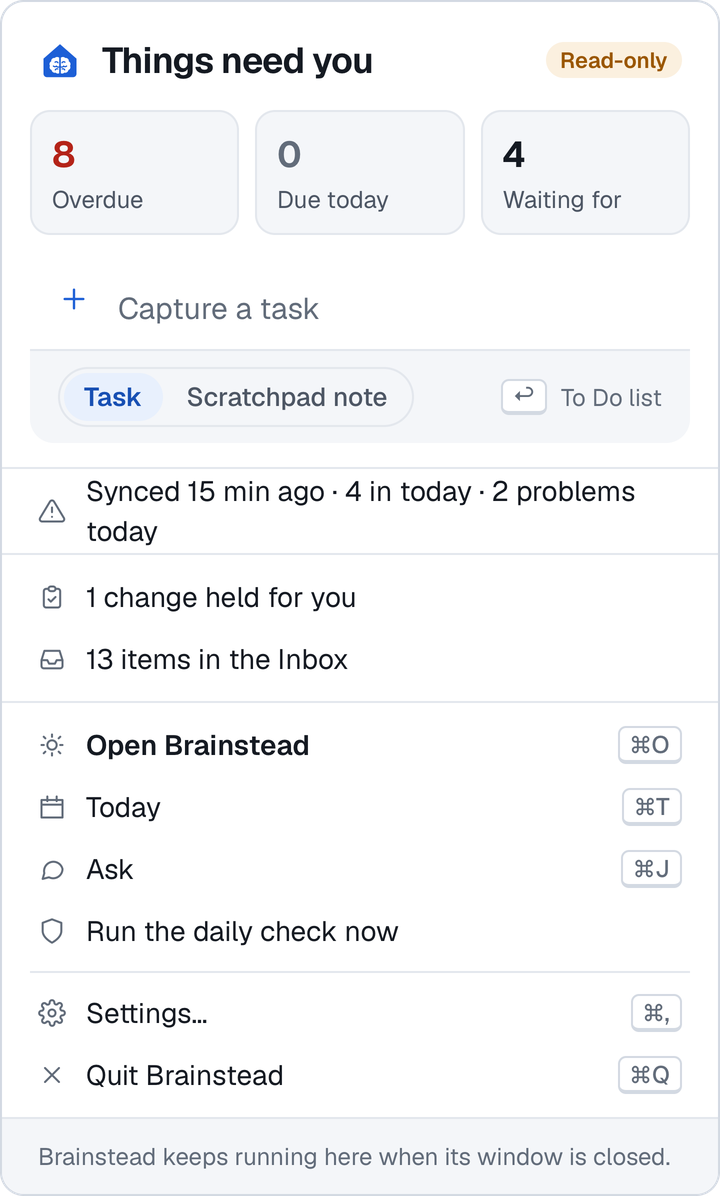 Things need you
Read-only
8
Overdue
0
Due today
4
Waiting for
Capture a task
Task
Scratchpad note
To Do list
Synced 15 min ago · 4 in today · 2 problems
today
1 change held for you
13 items in the Inbox
Open Brainstead
⌘O
Today
⌘T
Ask
⌘J
Run the daily check now
Settings…
⌘,
Quit Brainstead
⌘Q
Brainstead keeps running here when its window is closed.